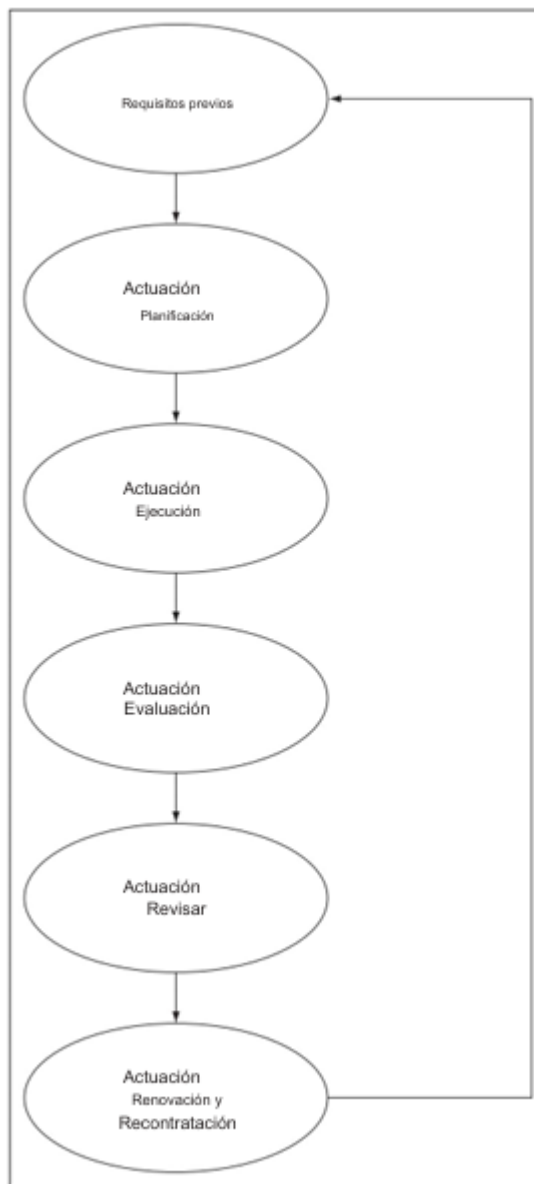 Requisitos previos
Actuación
Planificación
Actuación
Ejecución
Actuación
Evaluación
Actuación
Revisar
Actuación
Renovación y
Recontratación